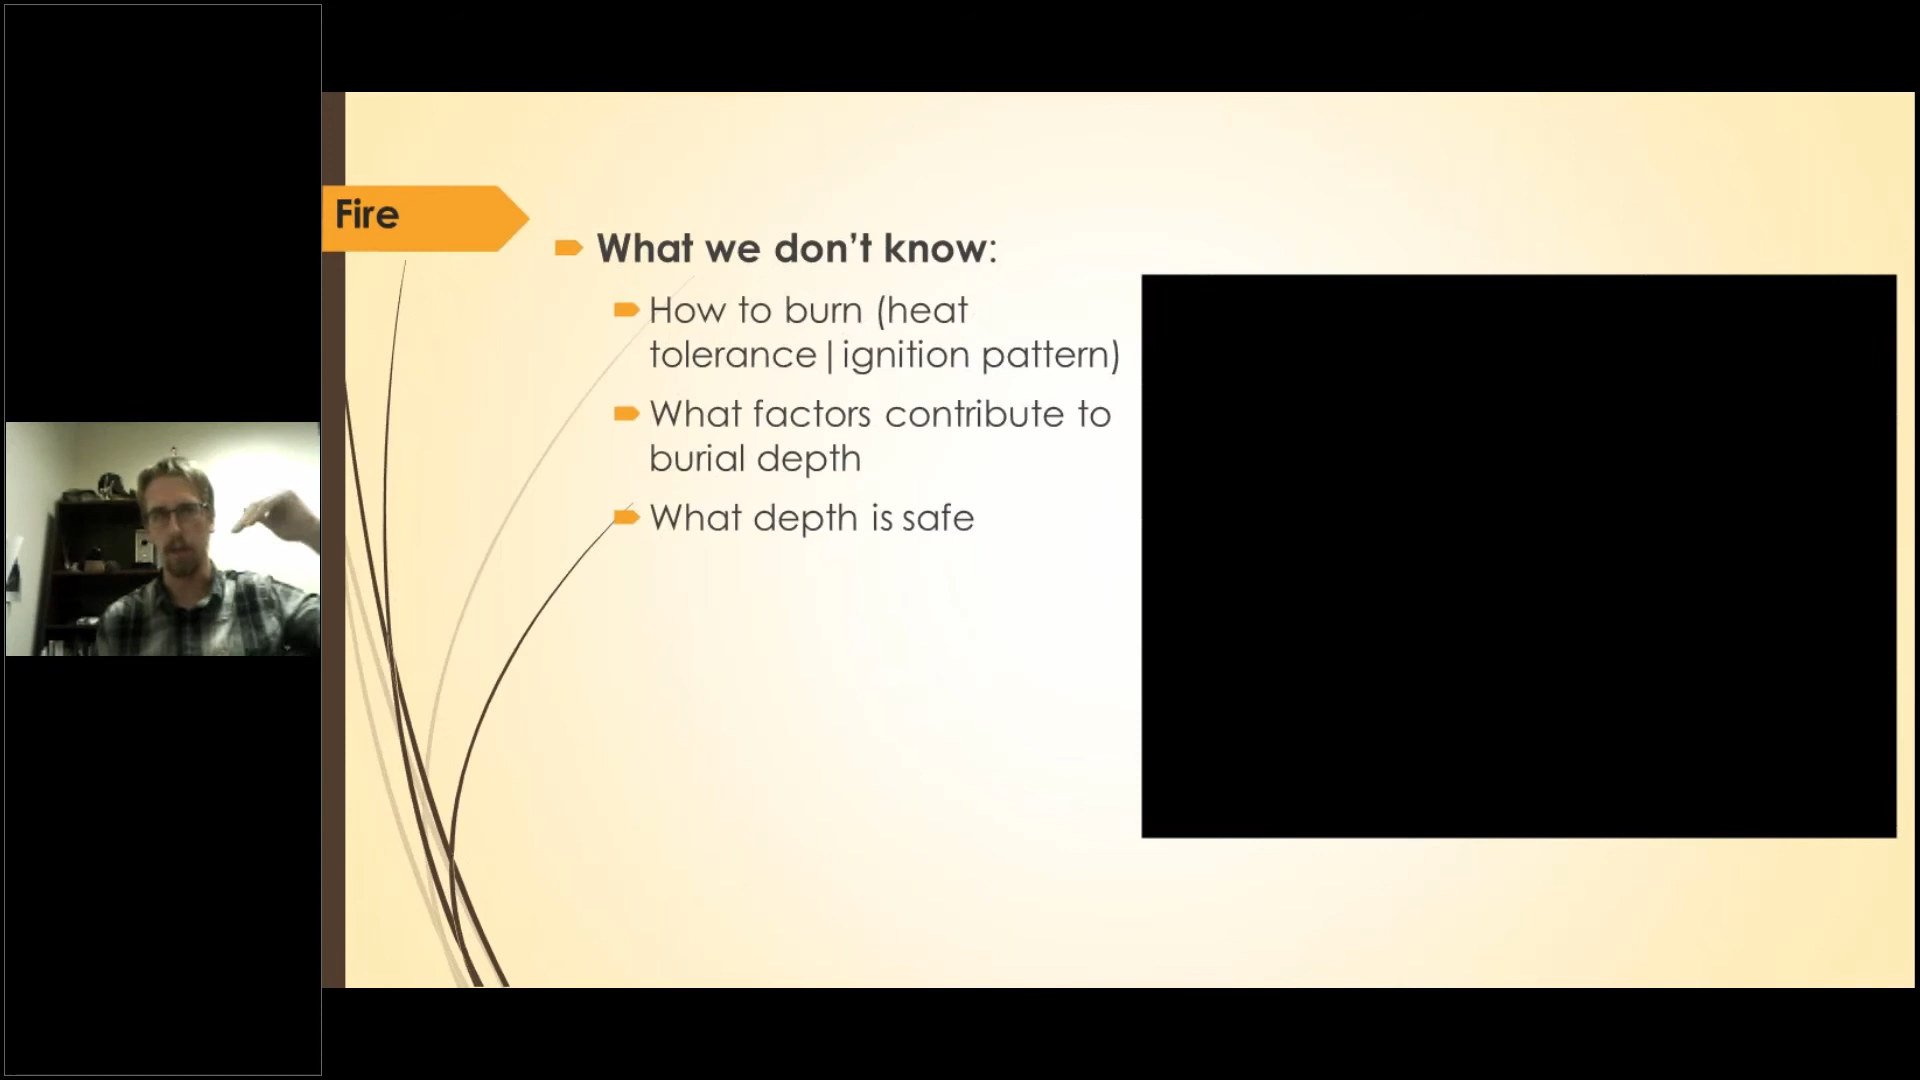 Fire
What we don’t know:
How to burn (heat
tolerance|ignition pattern)
What factors contribute to
burial depth
What depth is safe